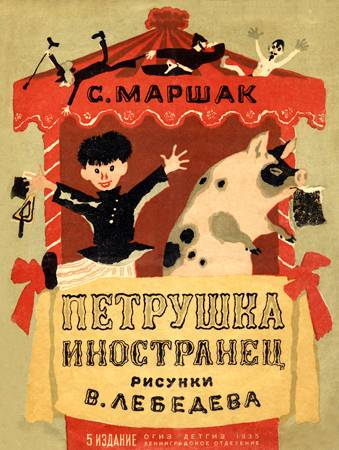 С. МАРШАК
ПЕТРУШКА
ИНОСТРАНЕЦ
РИСУНКИ
В. ЛЕБЕДЕВА
5 ИЗДАНИЕ
ОГИЗ ДЕТГИЗ 1935
ЛЕНИНГРАДСКОЕ ОТДЕЛЕНИЕ